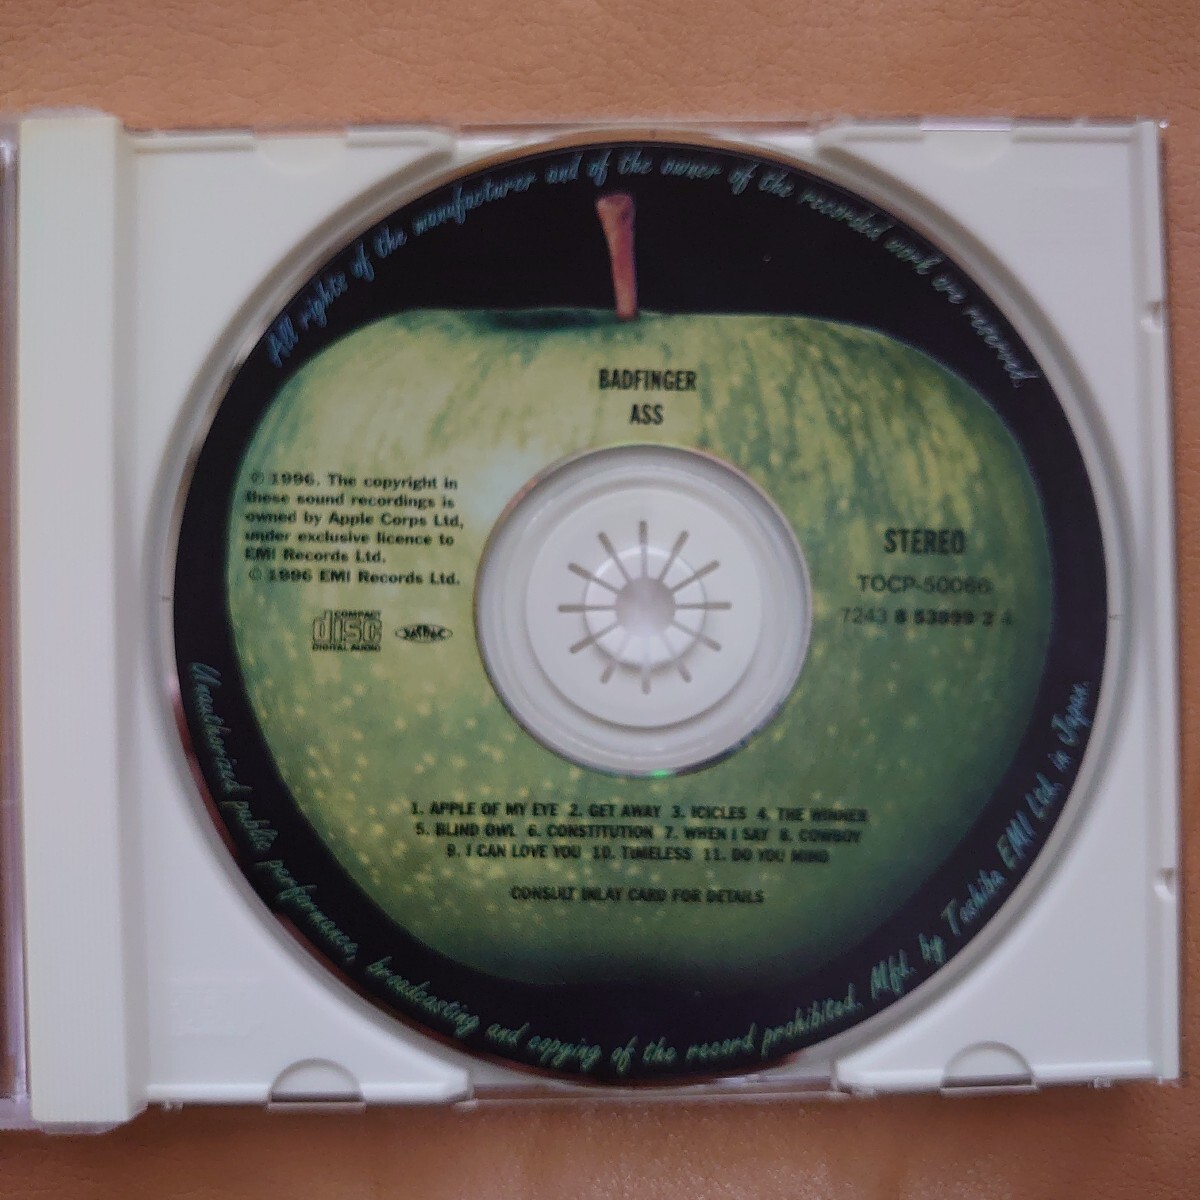 All rights of the manufacturer and of the owner of the recorded work are reserved.
BADFINGER
ASS
℗ 1996. The copyright in
these sound recordings is
owned by Apple Corps Ltd,
under exclusive licence to
EMI Records Ltd.
© 1996 EMI Records Ltd.
COMPACT
disc
DIGITAL AUDIO
STEREO
TOCP-50066
7243 8 53899 2
1. APPLE OF MY EYE 2. GET AWAY 3. ICICLES 4. THE WINNER
5. BLIND OWL 6. CONSTITUTION 7. WHEN I SAY 8. COWBOY
9. I CAN LOVE YOU 10. TIMELESS 11. DO YOU MIND
CONSULT INLAY CARD FOR DETAILS
Unauthorized public performance, broadcasting and copying of the record prohibited. Mfd. by Toshiba EMI Ltd. in Japan.